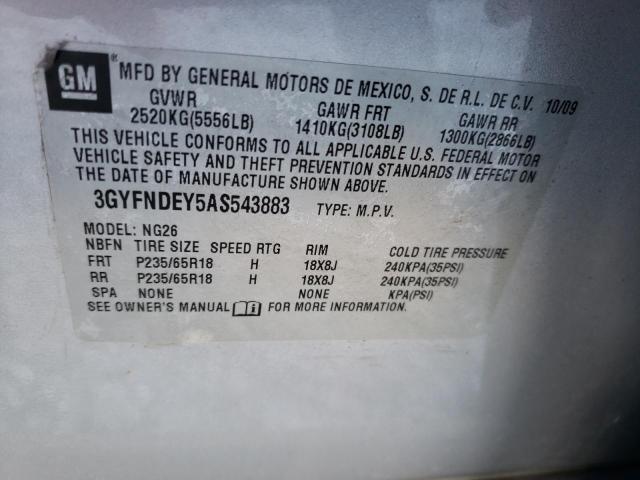 GM ® MFD BY GENERAL MOTORS DE MEXICO, S. DE R.L. DE C.V. 10/09
GVWR GAWR FRT GAWR RR
2520KG(5556LB) 1410KG(3108LB) 1300KG(2866LB)
THIS VEHICLE CONFORMS TO ALL APPLICABLE U.S. FEDERAL MOTOR
VEHICLE SAFETY AND THEFT PREVENTION STANDARDS IN EFFECT ON
THE DATE OF MANUFACTURE SHOWN ABOVE.
3GYFNDEY5AS543883 TYPE: M.P.V.
MODEL: NG26
NBFN TIRE SIZE SPEED RTG RIM COLD TIRE PRESSURE
FRT P235/65R18 H 18X8J 240KPA(35PSI)
RR P235/65R18 H 18X8J 240KPA(35PSI)
SPA NONE NONE KPA(PSI)
SEE OWNER'S MANUAL i FOR MORE INFORMATION.